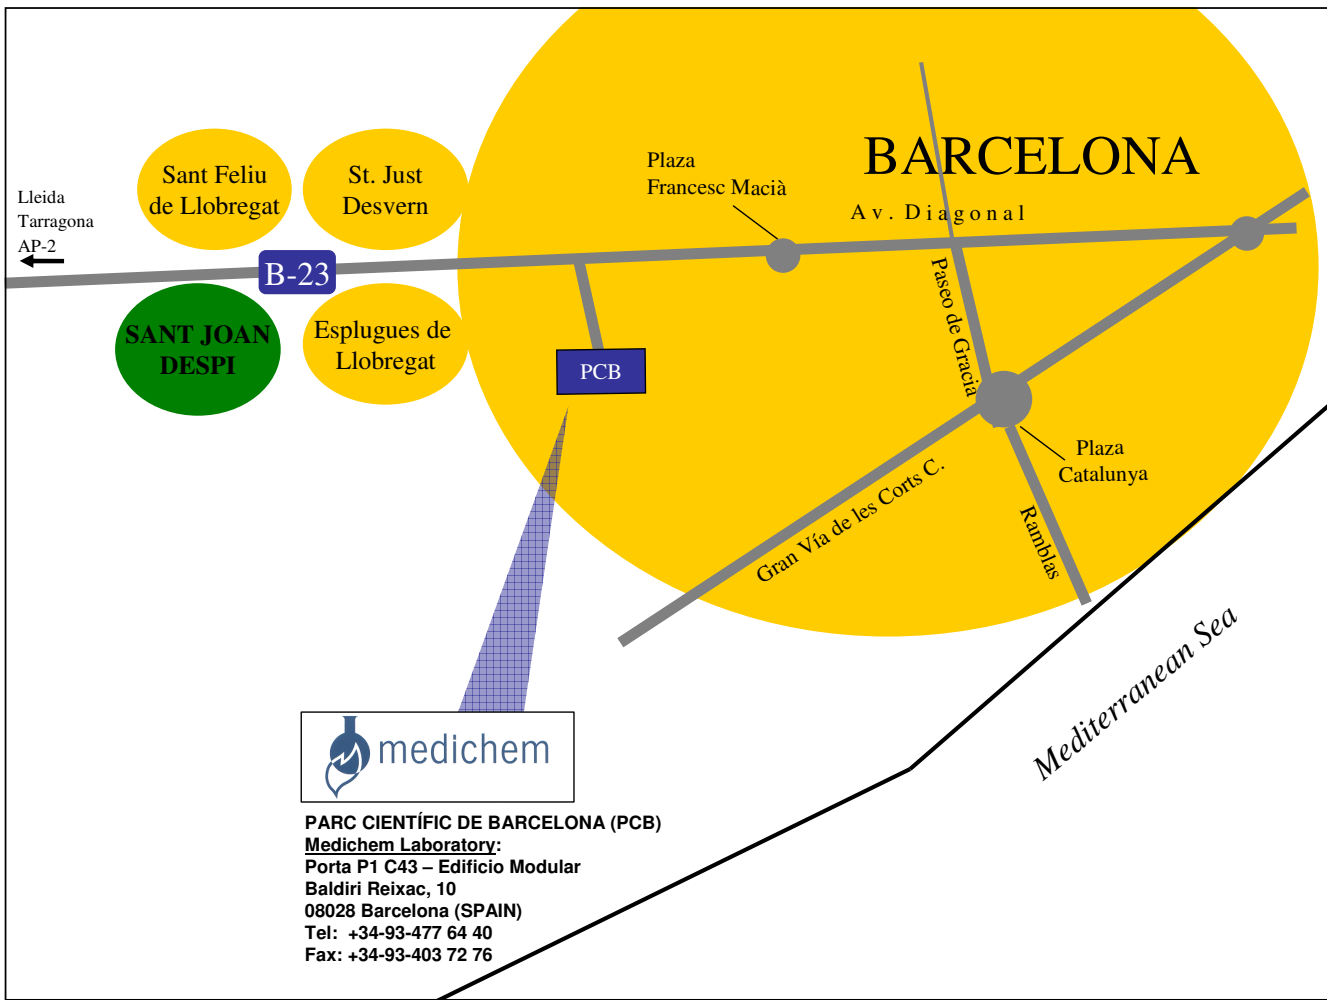 BARCELONA
Plaza
Francesc Macià
Av. Diagonal
Sant Feliu
de Llobregat
St. Just
Desvern
Lleida
Tarragona
AP-2
B-23
SANT JOAN
DESPI
Esplugues de
Llobregat
PCB
Paseo de Gracia
Plaza
Catalunya
Gran Vía de les Corts C.
Ramblas
Mediterranean Sea
medichem
PARC CIENTÍFIC DE BARCELONA (PCB)
Medichem Laboratory:
Porta P1 C43 – Edificio Modular
Baldiri Reixac, 10
08028 Barcelona (SPAIN)
Tel: +34-93-477 64 40
Fax: +34-93-403 72 76